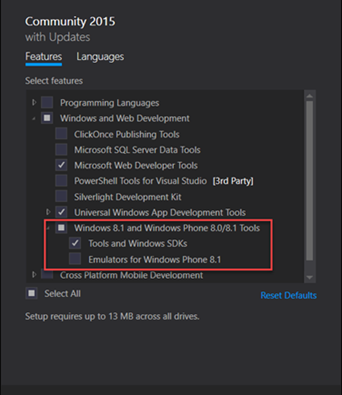 Community 2015
with Updates
Features Languages
Select features
Programming Languages
Windows and Web Development
ClickOnce Publishing Tools
Microsoft SQL Server Data Tools
Microsoft Web Developer Tools
PowerShell Tools for Visual Studio [3rd Party]
Silverlight Development Kit
Universal Windows App Development Tools
Windows 8.1 and Windows Phone 8.0/8.1 Tools
Tools and Windows SDKs
Emulators for Windows Phone 8.1
Cross Platform Mobile Development
Select All Reset Defaults
Setup requires up to 13 MB across all drives.